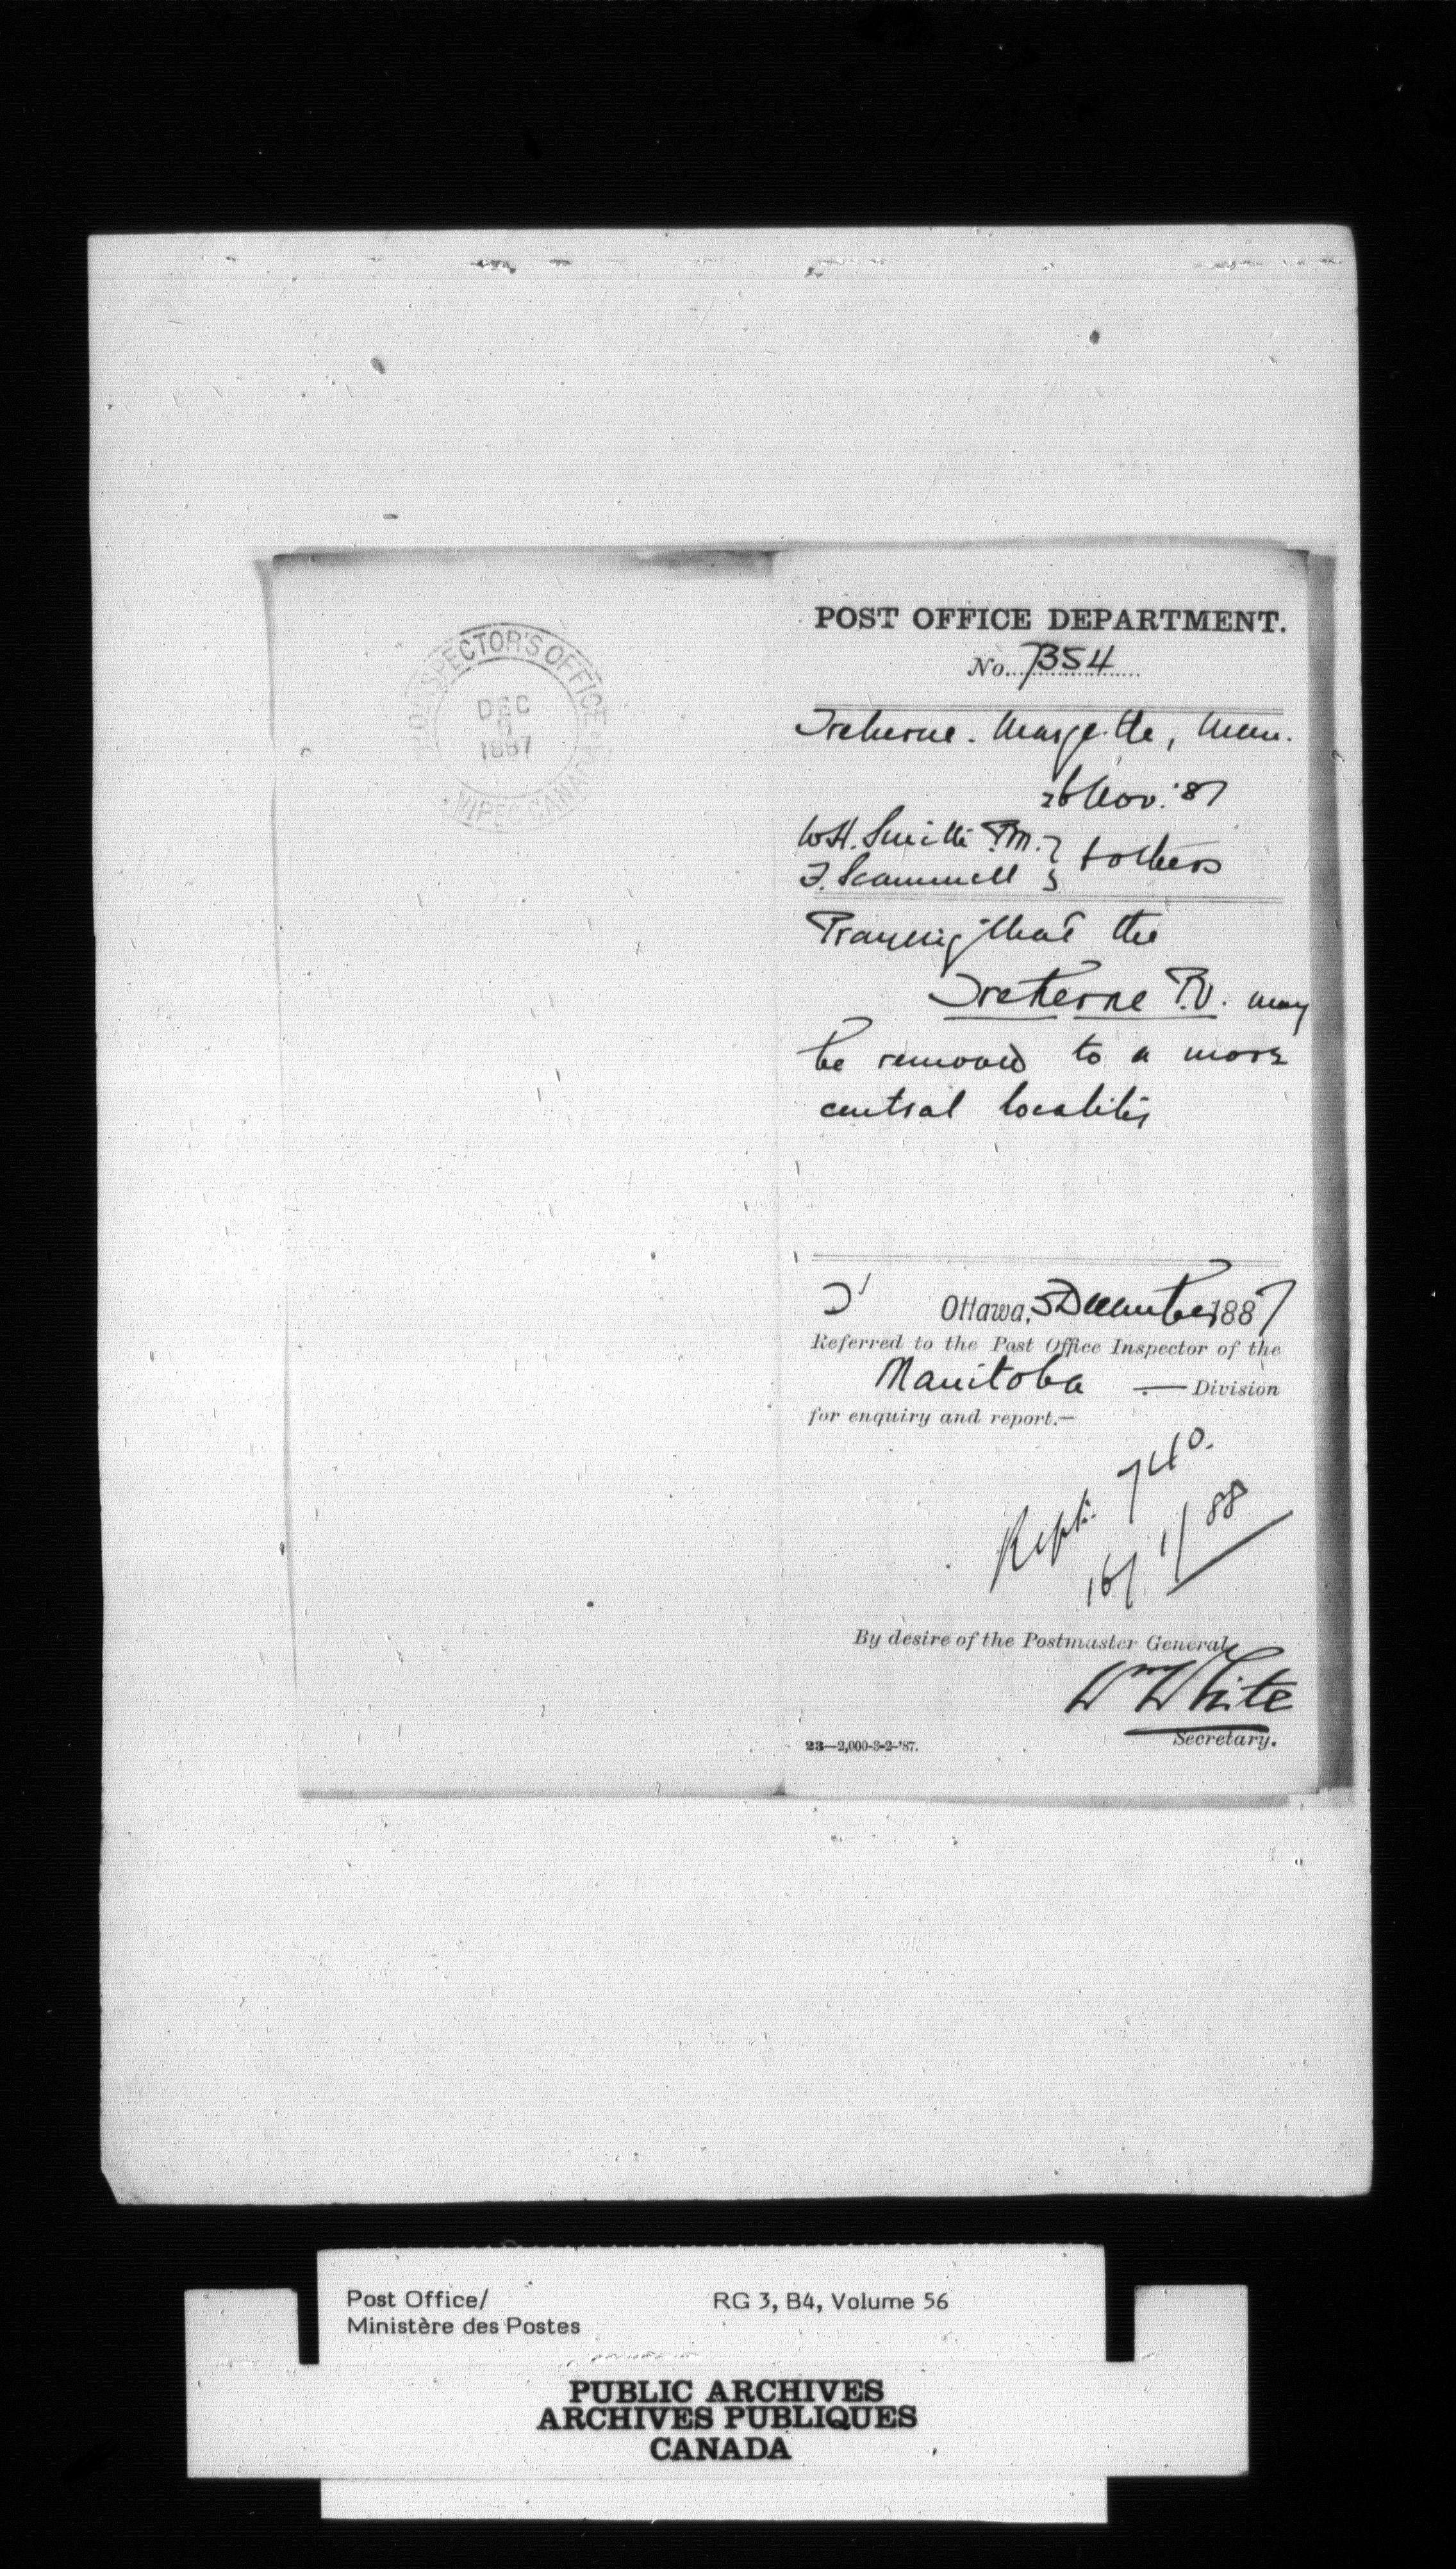 INSPECTOR'S OFFICE
DEC
1887
NIPEG CANADA.
POST OFFICE DEPARTMENT.
No. 7354
Treherne. Marquette, Man.
26 Nov. '87
W.H. Smith P.M. } & others
F. Scammell }
Praying that the
Treherne P.O. may
be removed to a more
central locality
Ottawa, 5 December 1887
Referred to the Post Office Inspector of the
Manitoba — Division
for enquiry and report.—
Rept: 740.
16/1/88
By desire of the Postmaster General,
Wm White
Secretary.
23—2,000-3-2-'87.
Post Office/ RG 3, B4, Volume 56
Ministère des Postes
PUBLIC ARCHIVES
ARCHIVES PUBLIQUES
CANADA